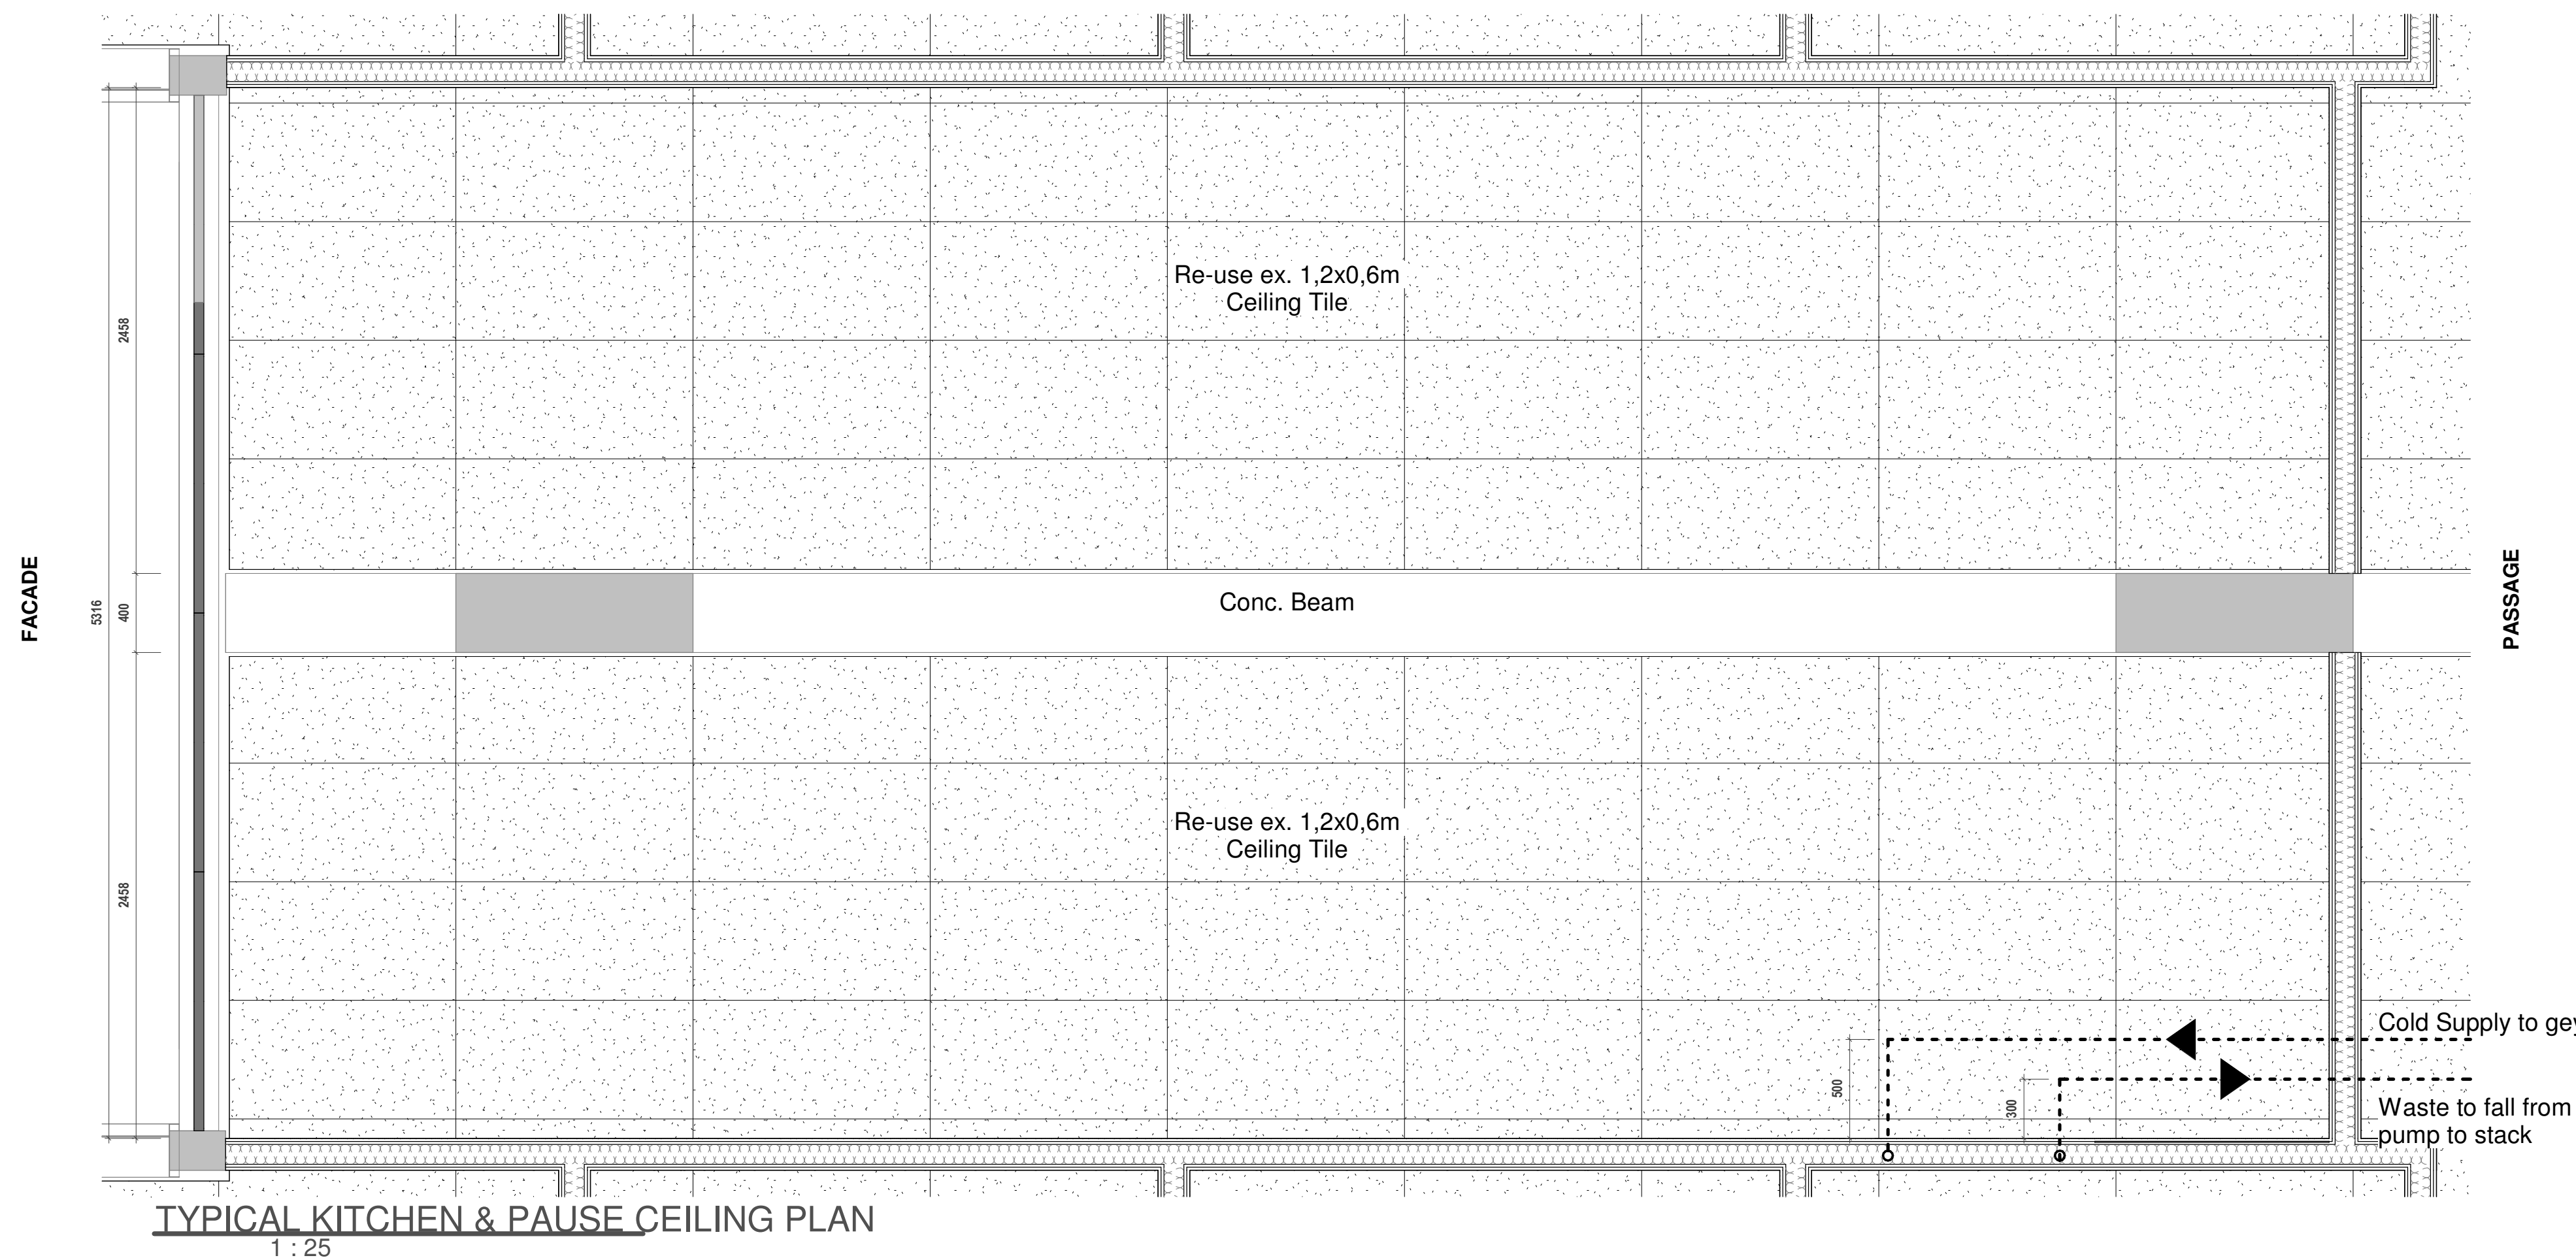 Re-use ex. 1,2x0,6m
Ceiling Tile
2458
FACADE
5316
400
Conc. Beam
PASSAGE
Re-use ex. 1,2x0,6m
Ceiling Tile
2458
Cold Supply to gey
500
300
Waste to fall from
pump to stack
TYPICAL KITCHEN & PAUSE CEILING PLAN
1 : 25